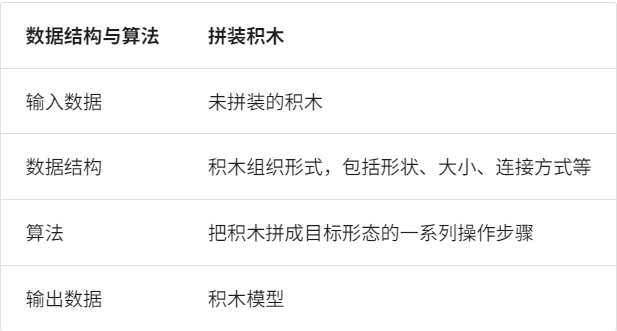 数据结构与算法 拼装积木
输入数据 未拼装的积木
数据结构 积木组织形式，包括形状、大小、连接方式等
算法 把积木拼成目标形态的一系列操作步骤
输出数据 积木模型